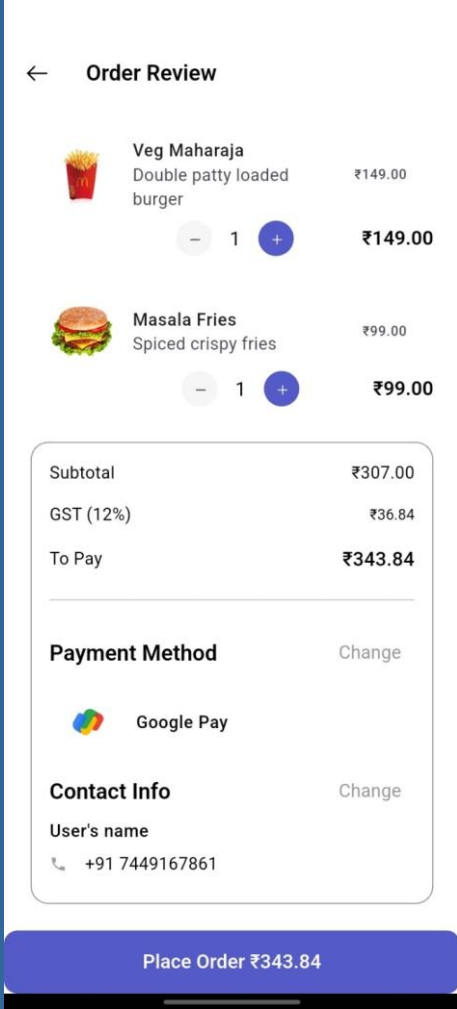 Order Review
Veg Maharaja
Double patty loaded
burger
₹149.00
− 1 +
₹149.00
Masala Fries
Spiced crispy fries
₹99.00
− 1 +
₹99.00
Subtotal ₹307.00
GST (12%) ₹36.84
To Pay ₹343.84
Payment Method Change
Google Pay
Contact Info Change
User's name
+91 7449167861
Place Order ₹343.84